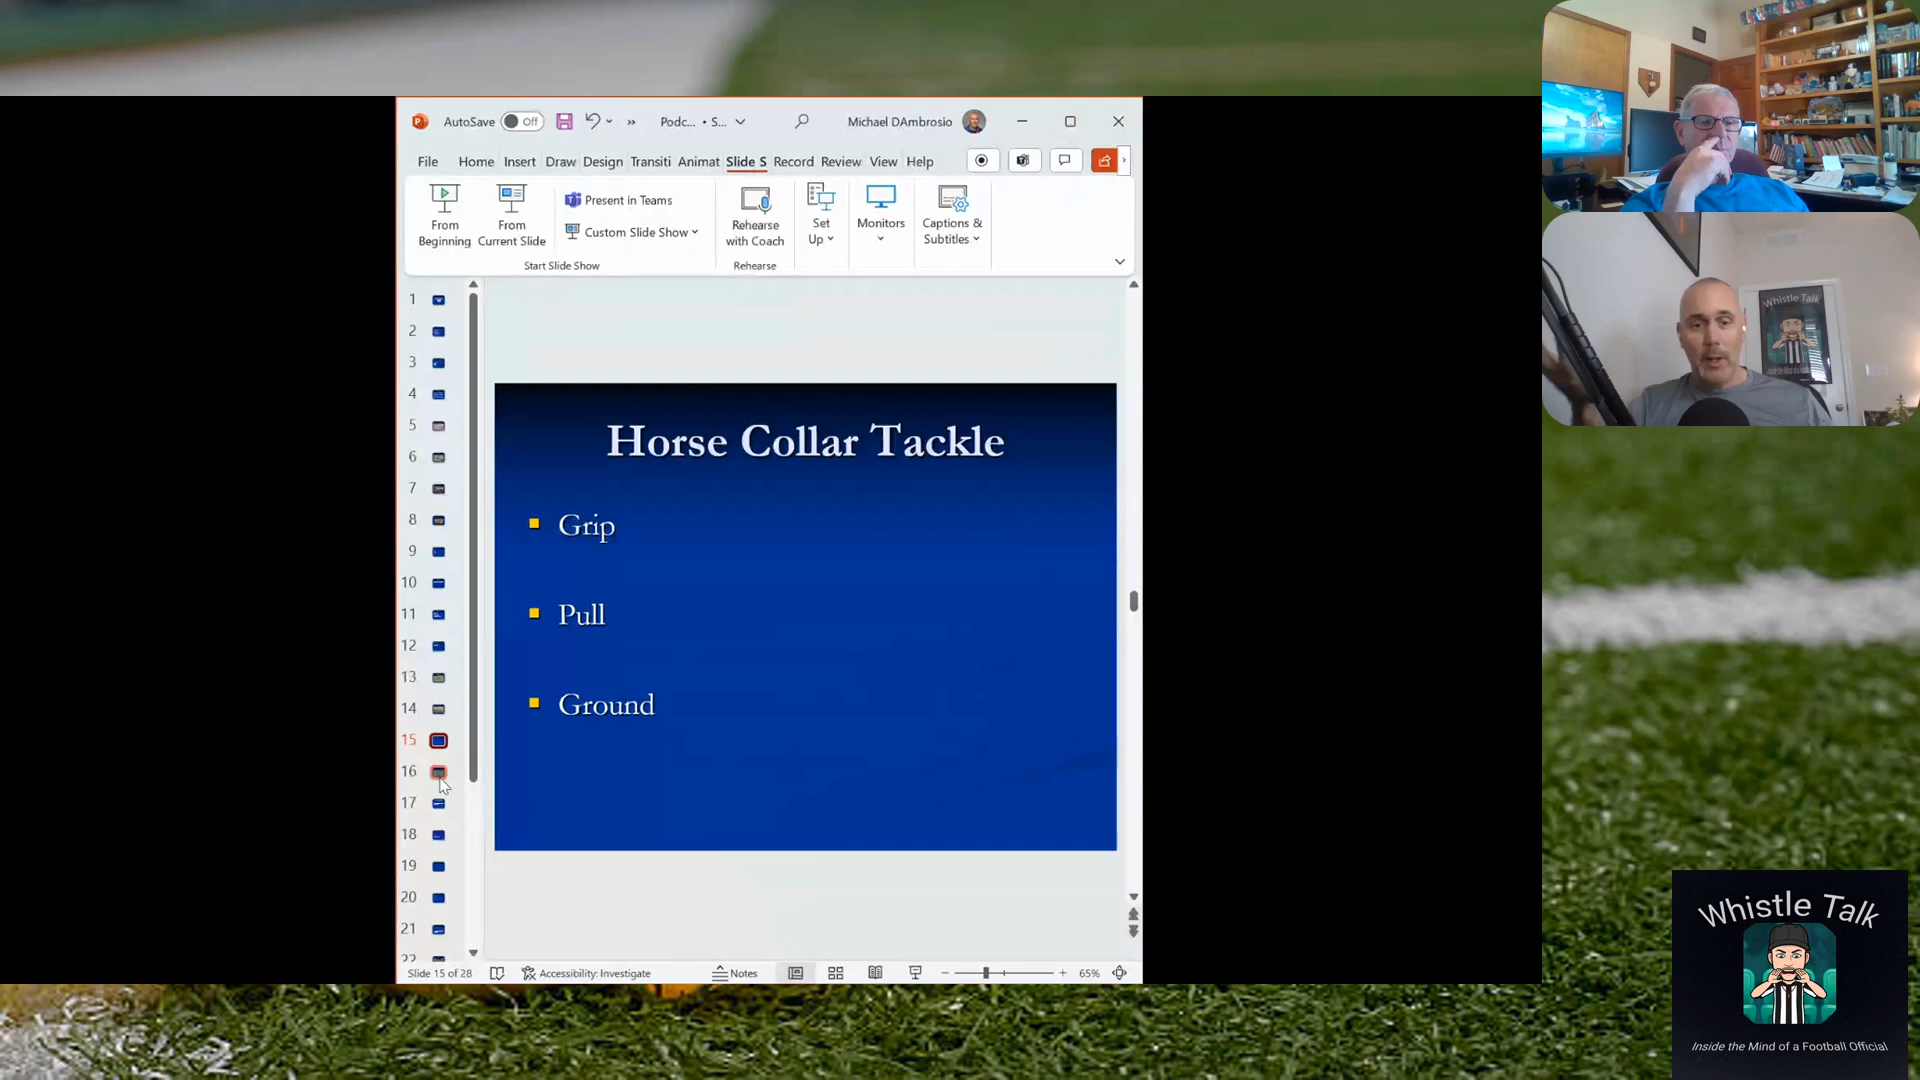 AutoSave
Off
Podc... • S...
Michael DAmbrosio
File
Home
Insert
Draw
Design
Transiti
Animat
Slide S
Record
Review
View
Help
From
Beginning
From
Current Slide
Present in Teams
Custom Slide Show
Start Slide Show
Rehearse
with Coach
Rehearse
Set
Up
Monitors
Captions &
Subtitles
1
2
3
4
5
6
7
8
9
10
11
12
13
14
15
16
17
18
19
20
21
22
Horse Collar Tackle
Grip
Pull
Ground
Slide 15 of 28
Accessibility: Investigate
Notes
65%
Whistle Talk
Whistle Talk
Inside the Mind of a Football Official